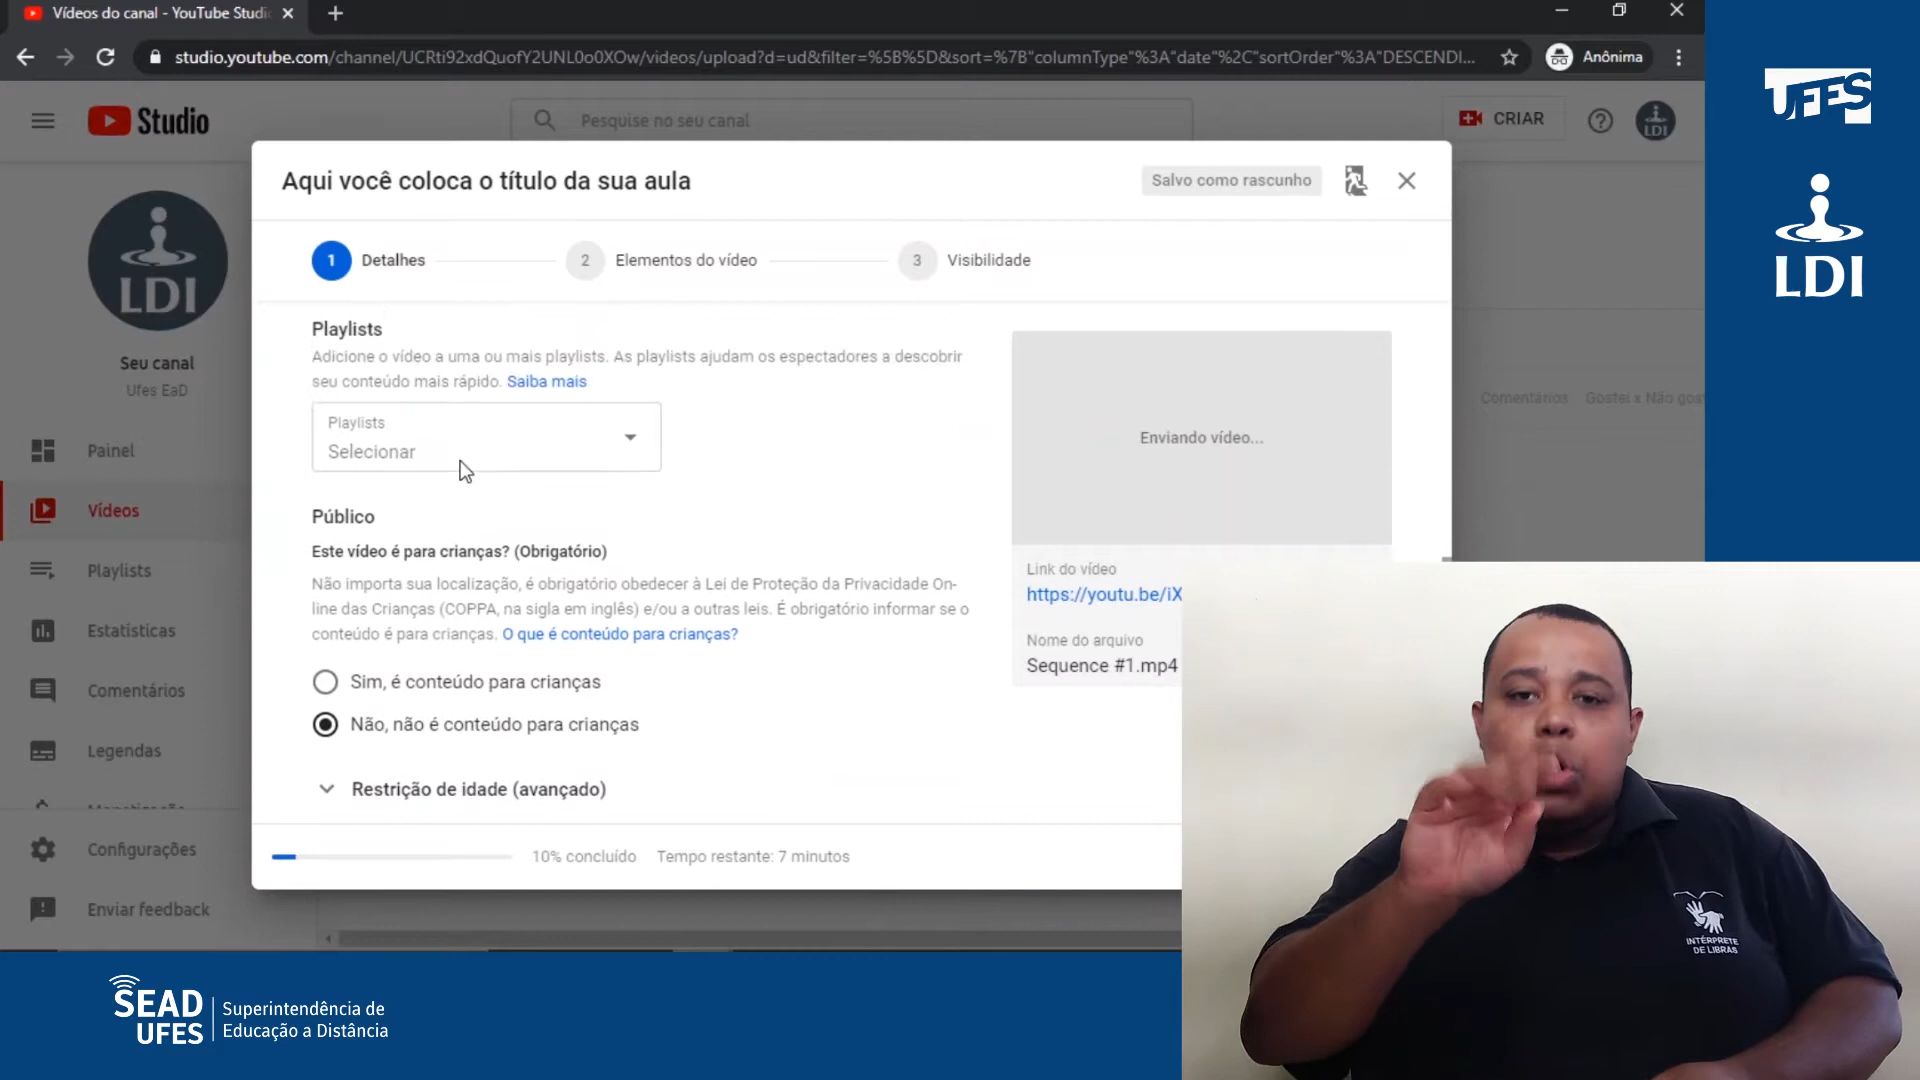 Vídeos do canal - YouTube Studi
studio.youtube.com/channel/UCRti92xdQuofY2UNL0o0XOw/videos/upload?d=ud&filter=%5B%5D&sort=%7B"columnType"%3A"date"%2C"sortOrder"%3A"DESCENDI...
Anônima
Studio
Pesquise no seu canal
CRIAR
LDI
UFES
LDI
LDI
Seu canal
Ufes EaD
Painel
Vídeos
Playlists
Estatísticas
Comentários
Legendas
Monetização
Configurações
Enviar feedback
Aqui você coloca o título da sua aula
Salvo como rascunho
1 Detalhes
2 Elementos do vídeo
3 Visibilidade
Playlists
Adicione o vídeo a uma ou mais playlists. As playlists ajudam os espectadores a descobrir
seu conteúdo mais rápido. Saiba mais
Playlists
Selecionar
Público
Este vídeo é para crianças? (Obrigatório)
Não importa sua localização, é obrigatório obedecer à Lei de Proteção da Privacidade On-
line das Crianças (COPPA, na sigla em inglês) e/ou a outras leis. É obrigatório informar se o
conteúdo é para crianças. O que é conteúdo para crianças?
Sim, é conteúdo para crianças
Não, não é conteúdo para crianças
Restrição de idade (avançado)
10% concluído Tempo restante: 7 minutos
Enviando vídeo...
Link do vídeo
https://youtu.be/iX
Nome do arquivo
Sequence #1.mp4
Comentários Gostei x Não gos
INTÉRPRETE
DE LIBRAS
SEAD
UFES
Superintendência de
Educação a Distância